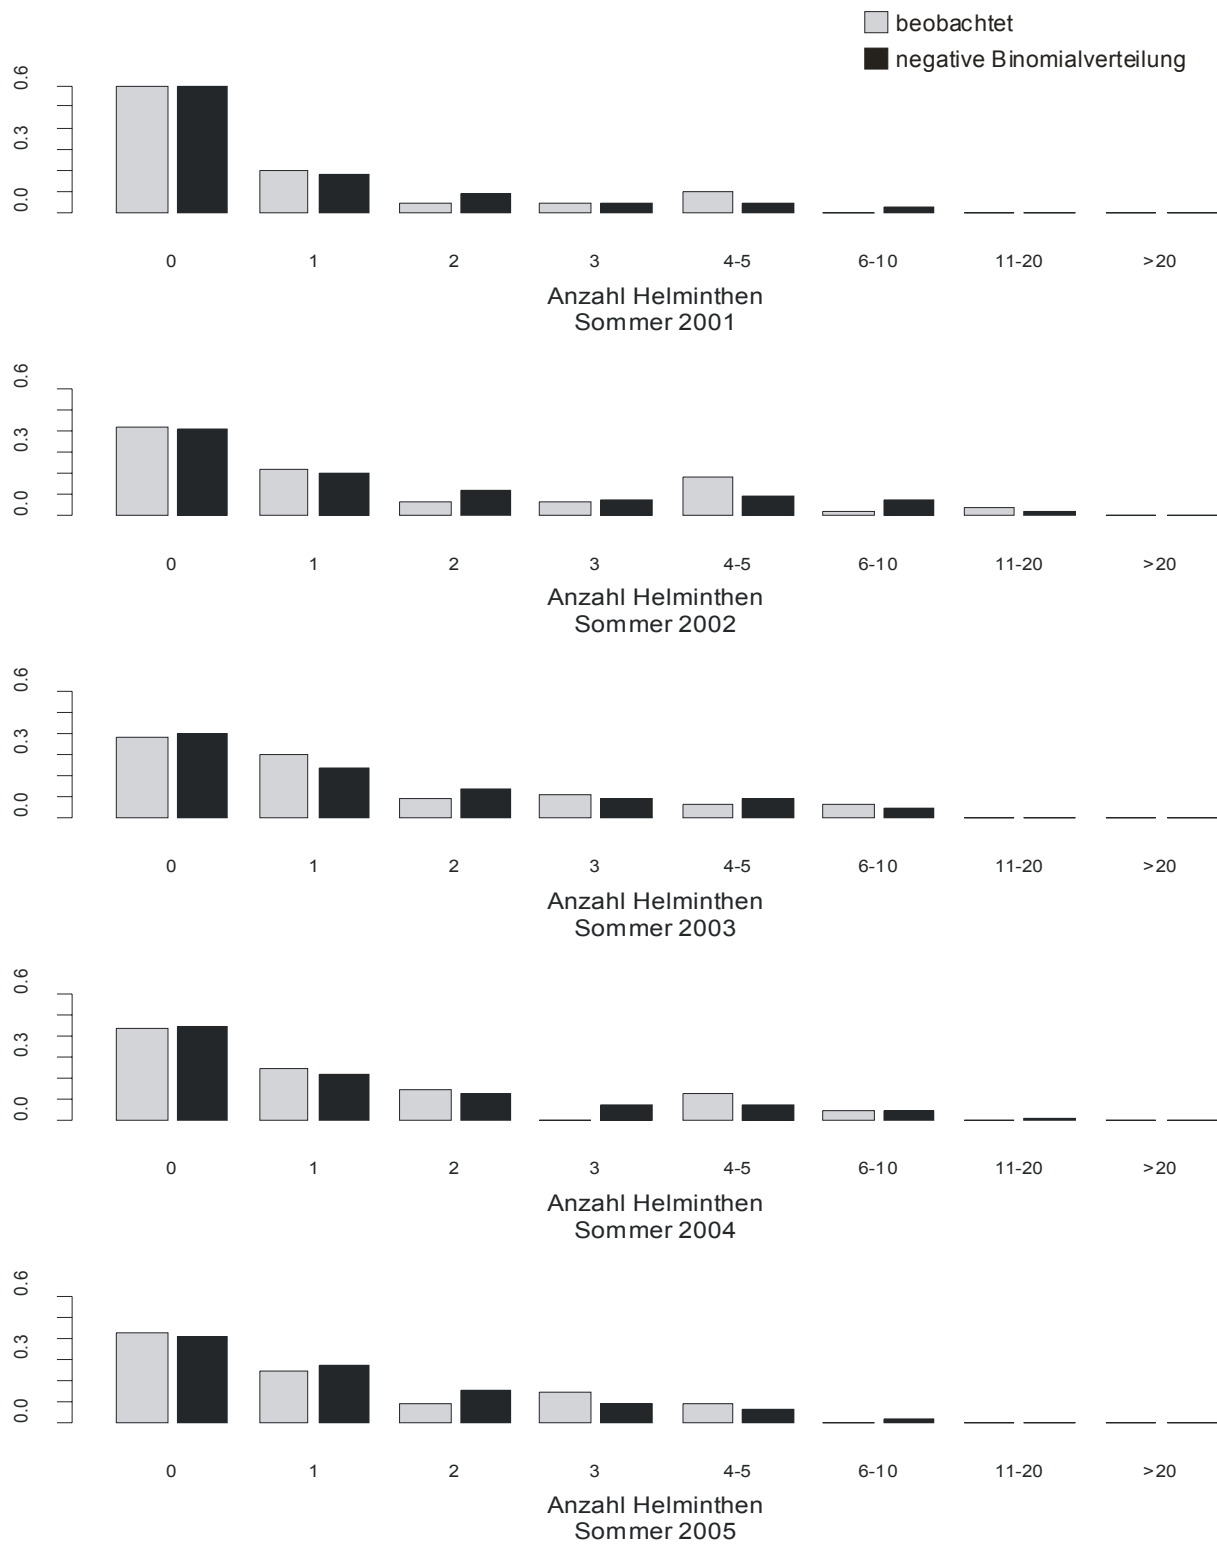 beobachtet
negative Binomialverteilung
0.6
0.3
0.0
0 1 2 3 4-5 6-10 11-20 >20
Anzahl Helminthen
Sommer 2001
0.6
0.3
0.0
0 1 2 3 4-5 6-10 11-20 >20
Anzahl Helminthen
Sommer 2002
0.6
0.3
0.0
0 1 2 3 4-5 6-10 11-20 >20
Anzahl Helminthen
Sommer 2003
0.6
0.3
0.0
0 1 2 3 4-5 6-10 11-20 >20
Anzahl Helminthen
Sommer 2004
0.6
0.3
0.0
0 1 2 3 4-5 6-10 11-20 >20
Anzahl Helminthen
Sommer 2005